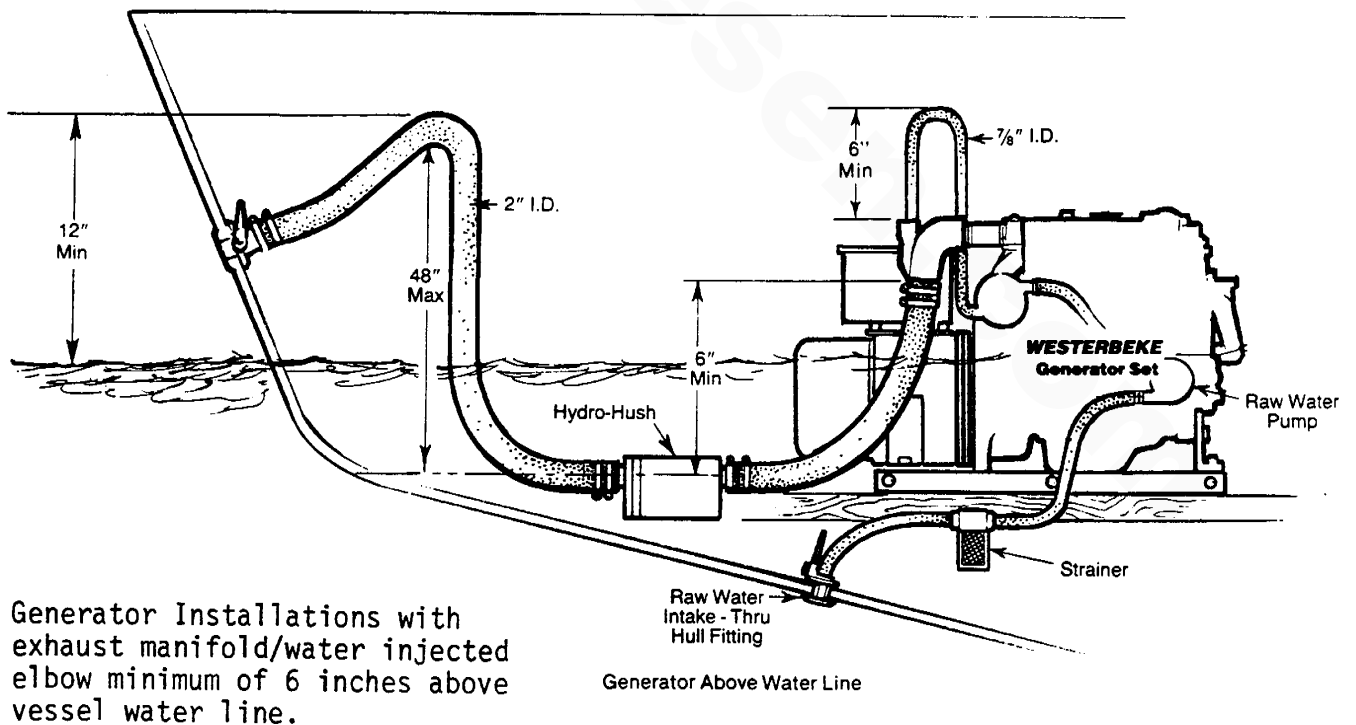 7/8" I.D.
6"
Min
2" I.D.
12"
Min
48"
Max
6"
Min
WESTERBEKE
Generator Set
Raw Water
Pump
Hydro-Hush
Strainer
Raw Water
Intake - Thru
Hull Fitting
Generator Above Water Line
Generator Installations with
exhaust manifold/water injected
elbow minimum of 6 inches above
vessel water line.